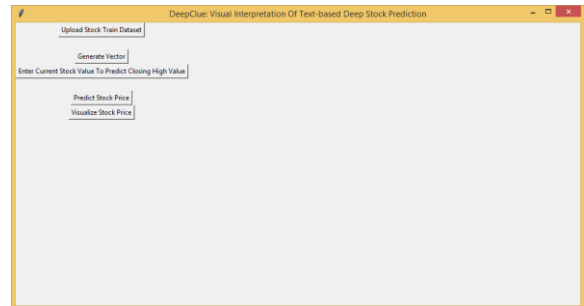 DeepClue: Visual Interpretation Of Text-based Deep Stock Prediction
Upload Stock Train Dataset
Generate Vector
Enter Current Stock Value To Predict Closing High Value
Predict Stock Price
Visualize Stock Price